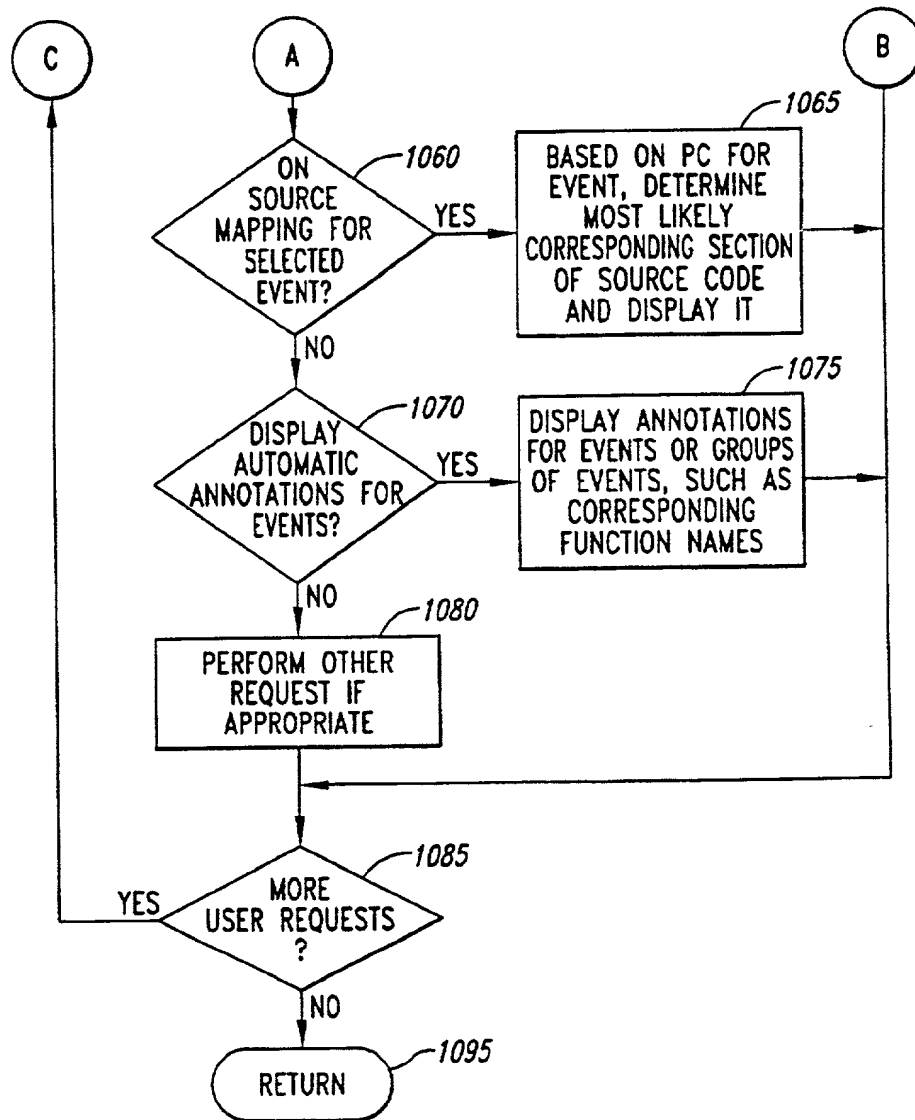 C
A
B
1060
ON
SOURCE
MAPPING FOR
SELECTED
EVENT?
YES
1065
BASED ON PC FOR
EVENT, DETERMINE
MOST LIKELY
CORRESPONDING SECTION
OF SOURCE CODE
AND DISPLAY IT
NO
1070
DISPLAY
AUTOMATIC
ANNOTATIONS FOR
EVENTS?
YES
1075
DISPLAY ANNOTATIONS
FOR EVENTS OR GROUPS
OF EVENTS, SUCH AS
CORRESPONDING
FUNCTION NAMES
NO
1080
PERFORM OTHER
REQUEST IF
APPROPRIATE
1085
YES
MORE
USER REQUESTS
?
NO
1095
RETURN